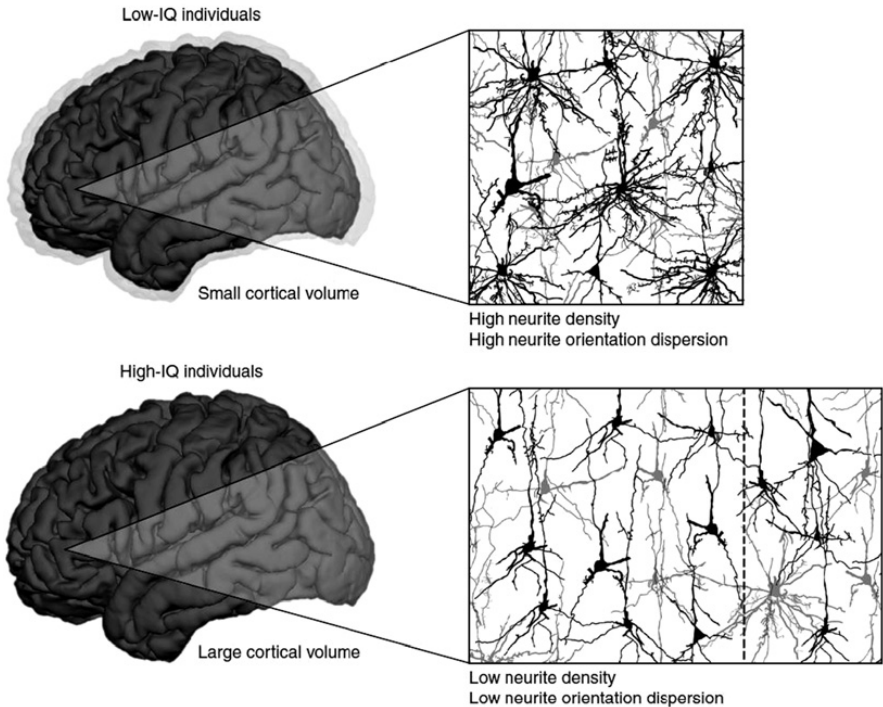 Low-IQ individuals
Small cortical volume
High neurite density
High neurite orientation dispersion
High-IQ individuals
Large cortical volume
Low neurite density
Low neurite orientation dispersion